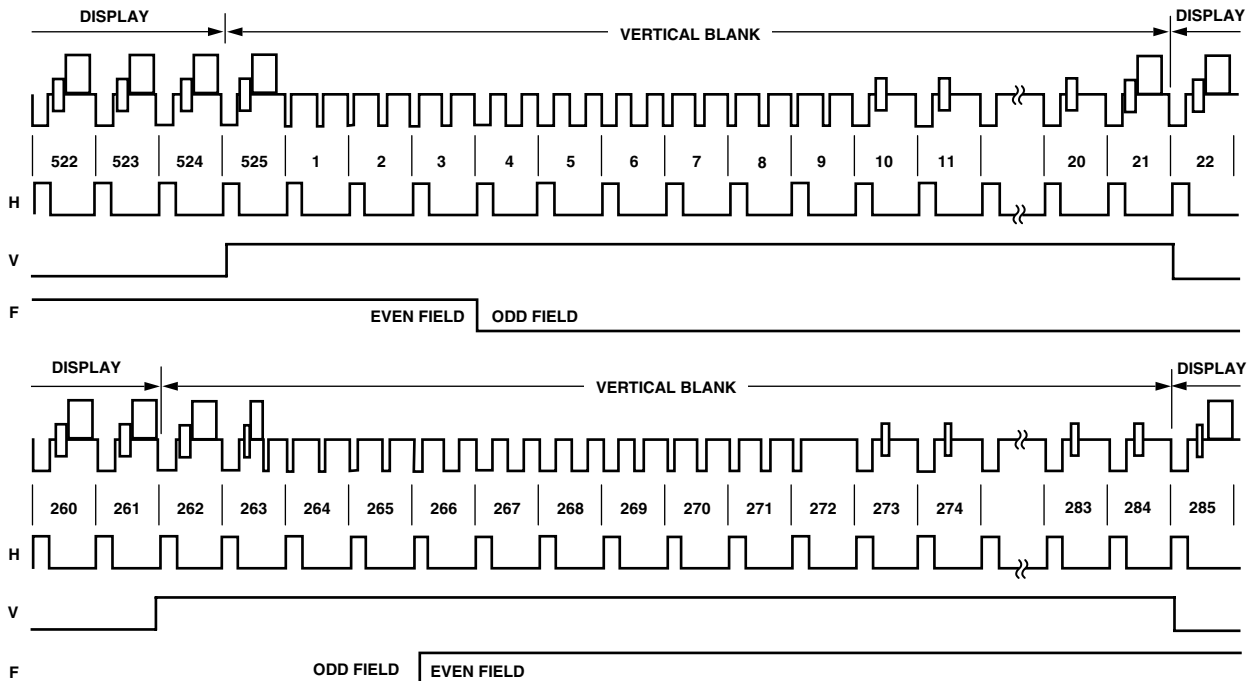 DISPLAY VERTICAL BLANK DISPLAY
522 523 524 525 1 2 3 4 5 6 7 8 9 10 11 20 21 22
H
V
F EVEN FIELD ODD FIELD
DISPLAY VERTICAL BLANK DISPLAY
260 261 262 263 264 265 266 267 268 269 270 271 272 273 274 283 284 285
H
V
F ODD FIELD EVEN FIELD